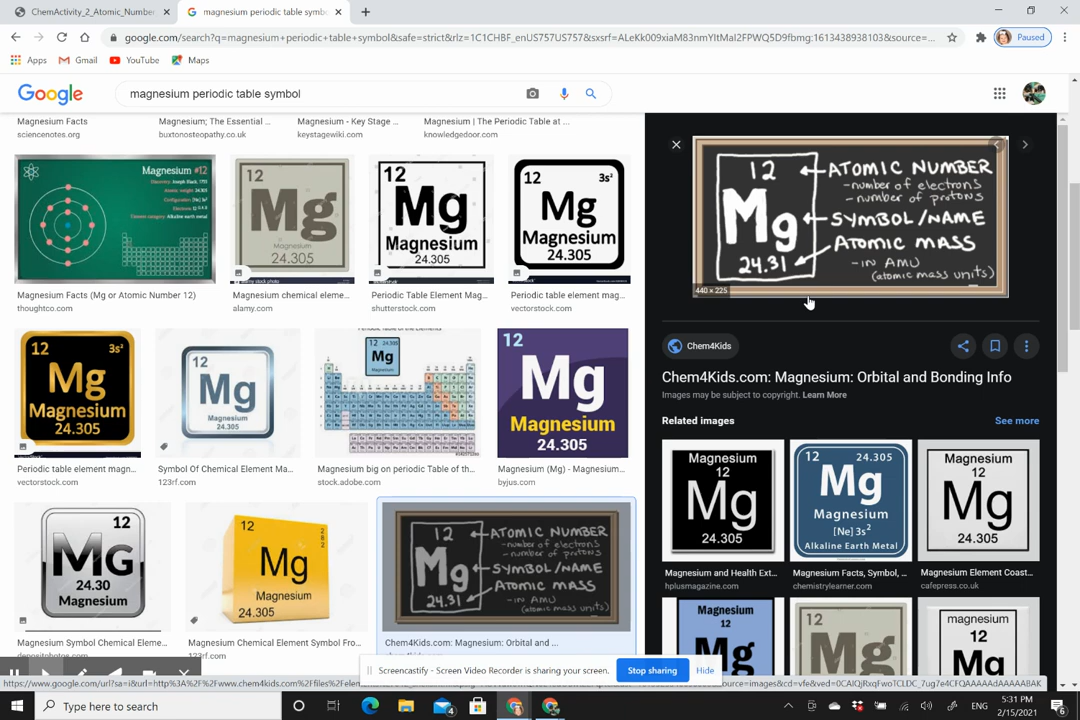 ChemActivity_2_Atomic_Number
magnesium periodic table symb
google.com/search?q=magnesium+periodic+table+symbol&safe=strict&rlz=1C1CHBF_enUS757US757&sxsrf=ALeKk009xiaM83nmYItMal2FPWQ5D9fbmg:1613438938103&source=...
Paused
Apps
Gmail
YouTube
Maps
Google
magnesium periodic table symbol
Magnesium Facts
sciencenotes.org
Magnesium; The Essential ...
buxtonosteopathy.co.uk
Magnesium - Key Stage ...
keystagewiki.com
Magnesium | The Periodic Table at ...
knowledgedoor.com
Magnesium #12
Magnesium Facts (Mg or Atomic Number 12)
thoughtco.com
12
Mg
Magnesium
24.305
Magnesium chemical eleme...
alamy.com
12
Mg
Magnesium
24.305
Periodic Table Element Mag...
shutterstock.com
12 3s²
Mg
Magnesium
24.305
Periodic table element mag...
vectorstock.com
12 3s²
Mg
Magnesium
24.305
Periodic table element magn...
vectorstock.com
12
Mg
Magnesium
24.305
Symbol Of Chemical Element Ma...
123rf.com
Mg
Magnesium big on periodic Table of th...
stock.adobe.com
12
Mg
Magnesium
24.305
Magnesium (Mg) - Magnesium...
byjus.com
12
MG
24.30
Magnesium
Magnesium Symbol Chemical Eleme...
depositphotos.com
12
2
8
2
Mg
Magnesium
24.305
Magnesium Chemical Element Symbol Fro...
123rf.com
12 ATOMIC NUMBER
-number of electrons
-number of protons
Mg SYMBOL/NAME
ATOMIC MASS
24.31 -IN AMU
(atomic mass units)
Chem4Kids.com: Magnesium: Orbital and ...
12 ATOMIC NUMBER
-number of electrons
-number of protons
Mg SYMBOL/NAME
ATOMIC MASS
24.31 -IN AMU
(atomic mass units)
440 × 225
Chem4Kids
Chem4Kids.com: Magnesium: Orbital and Bonding Info
Images may be subject to copyright. Learn More
Related images
See more
Magnesium
12
Mg
24.305
Magnesium and Health Ext...
hplusmagazine.com
12 24.305
Mg
Magnesium
[Ne] 3s²
Alkaline Earth Metal
Magnesium Facts, Symbol, ...
chemistrylearner.com
Magnesium
12
Mg
24.305
Magnesium Element Coast...
cafepress.co.uk
Magnesium
12
Mg
12
Mg
magnesium
12
Mg
Screencastify - Screen Video Recorder is sharing your screen.
Stop sharing
Hide
Type here to search
ENG
5:31 PM
2/15/2021
6